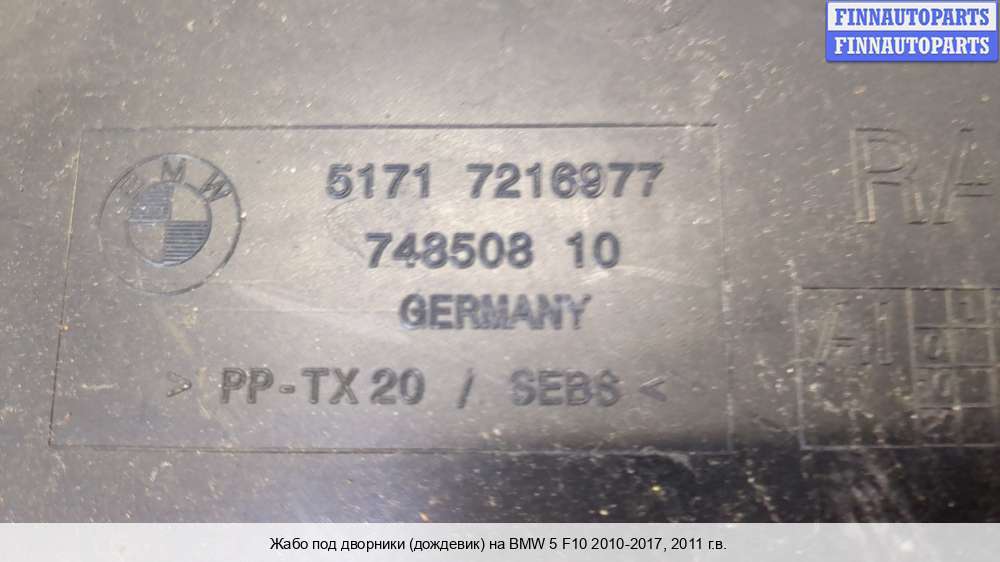 FINNAUTOPARTS
FINNAUTOPARTS
BMW
5171 7216977
748508 10
GERMANY
> PP-TX 20 / SEBS <
RA
Жабо под дворники (дождевик) на BMW 5 F10 2010-2017, 2011 г.в.